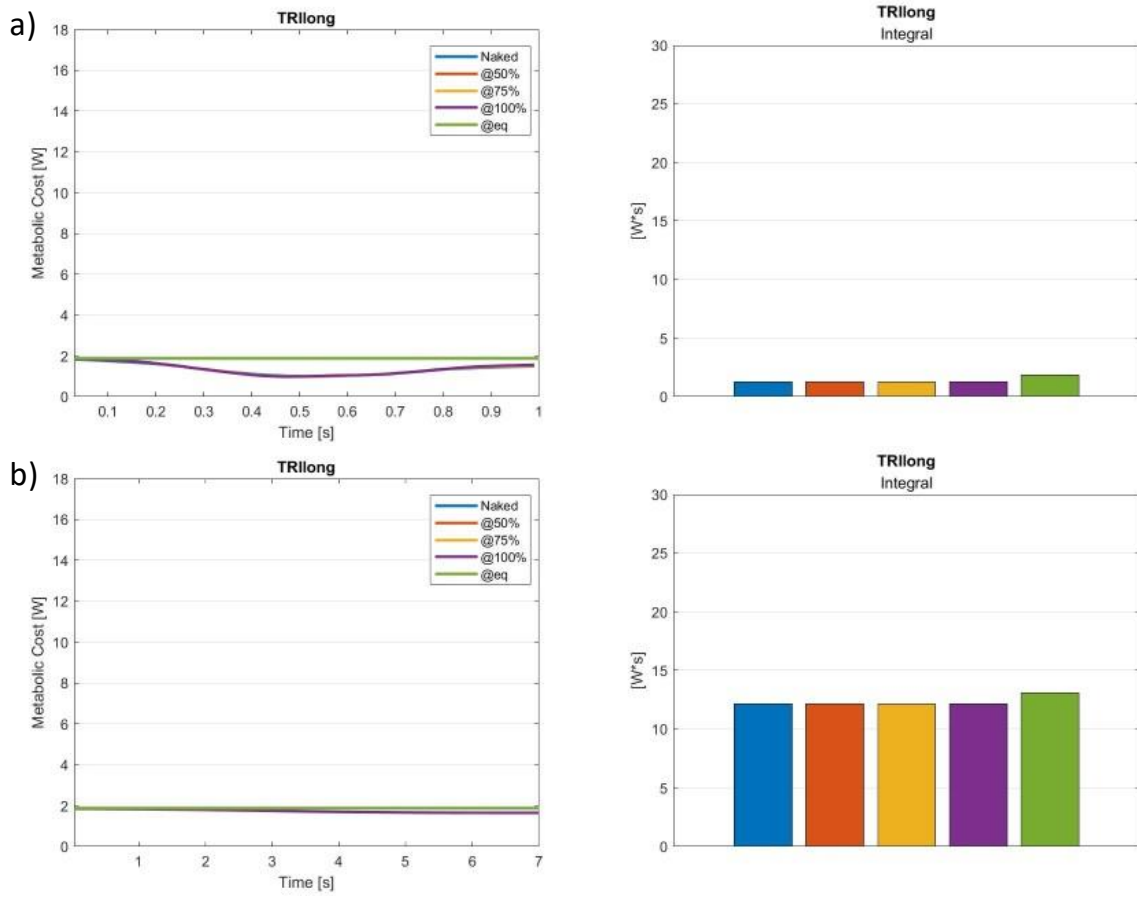 a)
TRIlong
18
16
14
12
10
8
6
4
2
0
Metabolic Cost [W]
0.1 0.2 0.3 0.4 0.5 0.6 0.7 0.8 0.9 1
Time [s]
Naked
@50%
@75%
@100%
@eq
TRIlong
Integral
30
25
20
15
10
5
0
[W*s]
b)
TRIlong
18
16
14
12
10
8
6
4
2
0
Metabolic Cost [W]
1 2 3 4 5 6 7
Time [s]
Naked
@50%
@75%
@100%
@eq
TRIlong
Integral
30
25
20
15
10
5
0
[W*s]